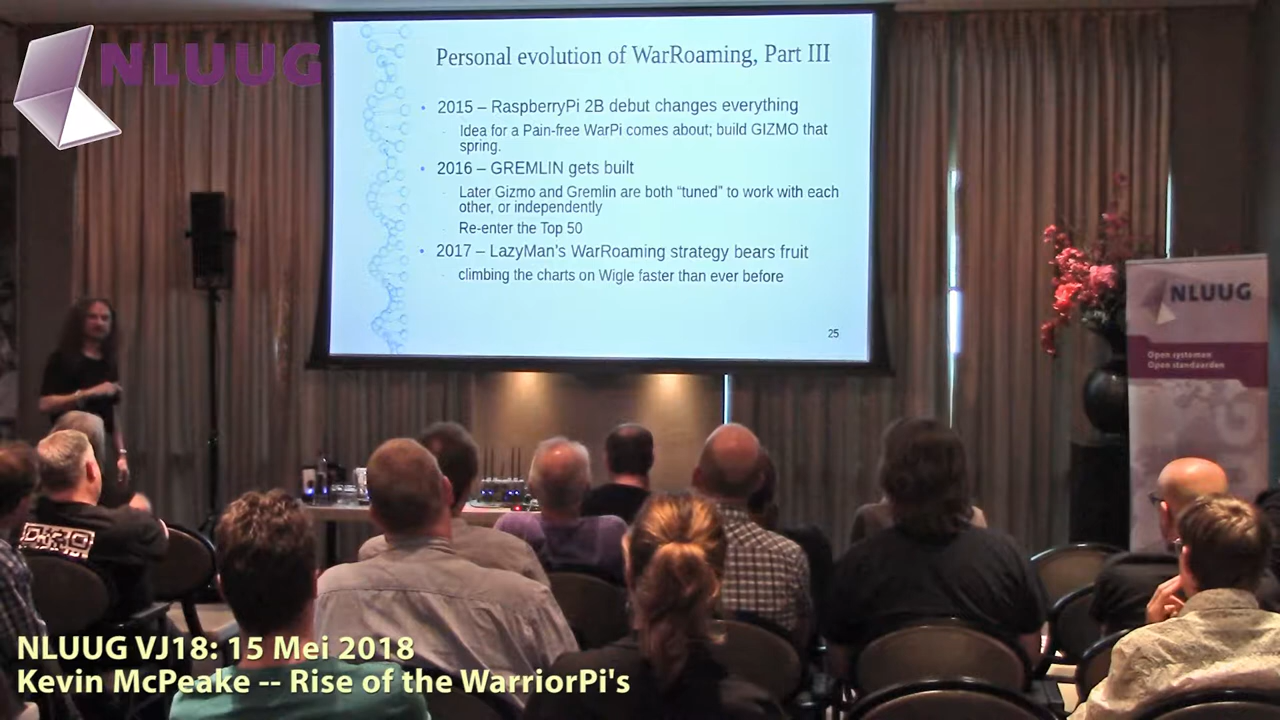 NLUUG
Personal evolution of WarRoaming, Part III
• 2015 – RaspberryPi 2B debut changes everything
Idea for a Pain-free WarPi comes about; build GIZMO that
spring.
• 2016 – GREMLIN gets built
Later Gizmo and Gremlin are both “tuned” to work with each
other, or independently
Re-enter the Top 50
• 2017 – LazyMan's WarRoaming strategy bears fruit
climbing the charts on Wigle faster than ever before
25
NLUUG
Open systemen
Open standaarden
NLUUG VJ18: 15 Mei 2018
Kevin McPeake -- Rise of the WarriorPi's